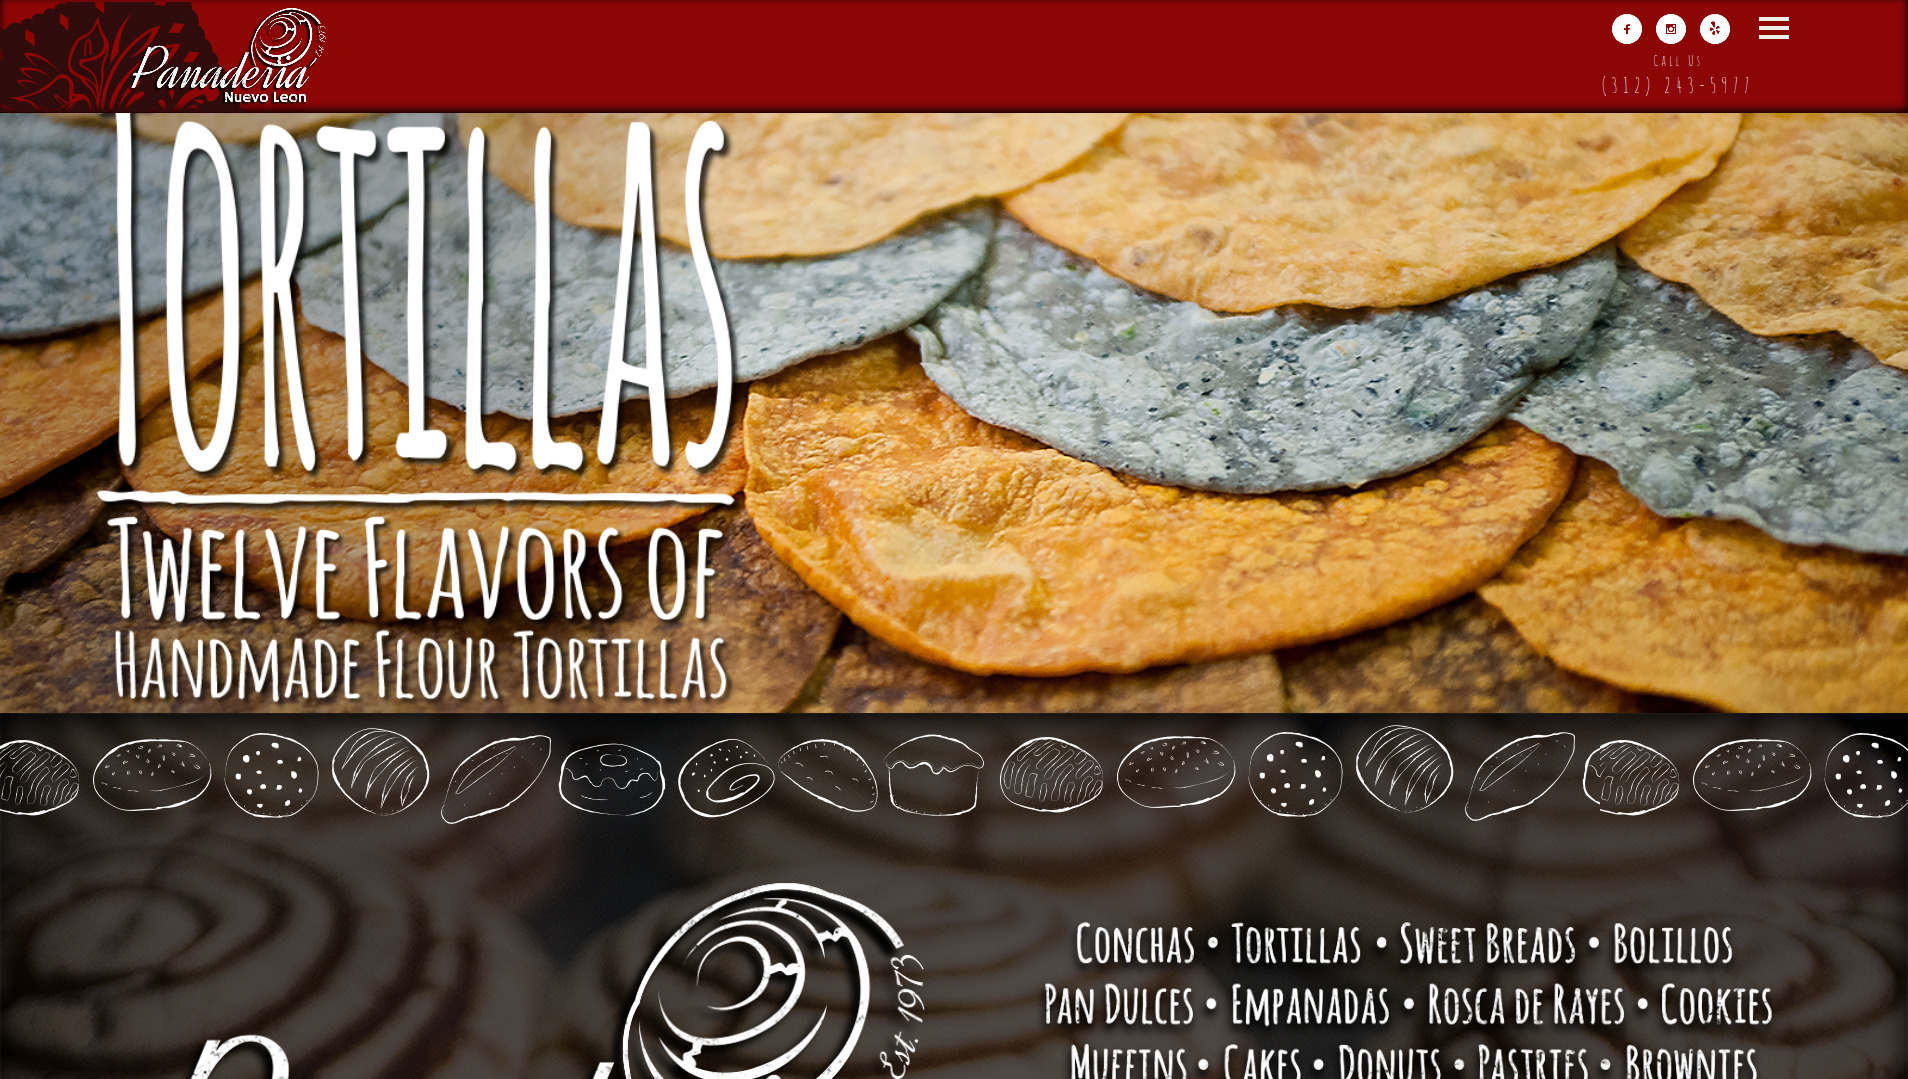 Panaderia
Nuevo Leon
Est. 1973
Call Us
(312) 243-5977
Tortillas
Twelve Flavors of
Handmade Flour Tortillas
Est. 1973
Conchas • Tortillas • Sweet Breads • Bolillos
Pan Dulces • Empanadas • Rosca de Rayes • Cookies
Muffins • Cakes • Donuts • Pastries • Brownies